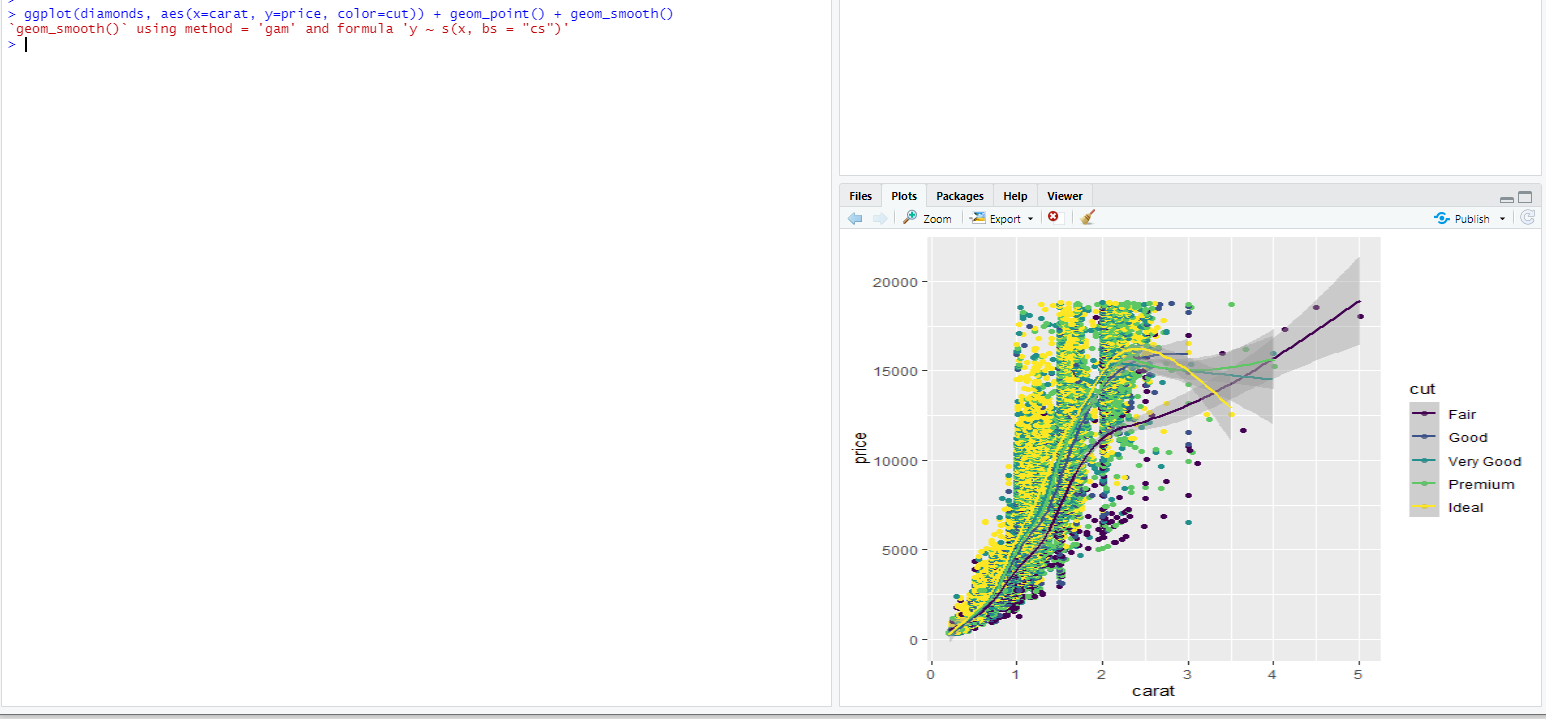 > ggplot(diamonds, aes(x=carat, y=price, color=cut)) + geom_point() + geom_smooth()
`geom_smooth()` using method = 'gam' and formula 'y ~ s(x, bs = "cs")'
>
Files Plots Packages Help Viewer
Zoom Export Publish
20000
15000
10000
5000
0
price
0 1 2 3 4 5
carat
cut
Fair
Good
Very Good
Premium
Ideal